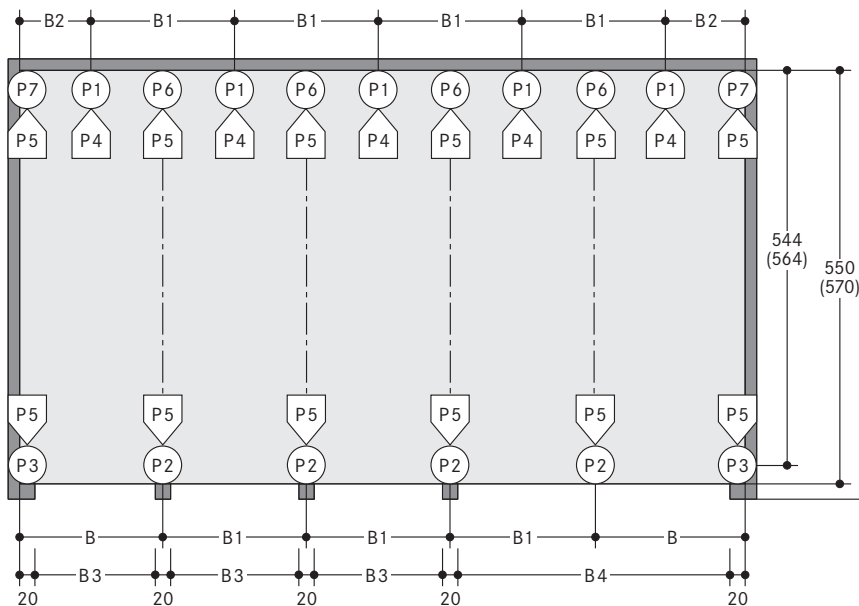 B2 B1 B1 B1 B1 B2
P7 P1 P6 P1 P6 P1 P6 P1 P6 P1 P7
P5 P4 P5 P4 P5 P4 P5 P4 P5 P4 P5
544
(564)
550
(570)
P5 P5 P5 P5 P5 P5
P3 P2 P2 P2 P2 P3
B B1 B1 B1 B
B3 B3 B3 B4
20 20 20 20 20